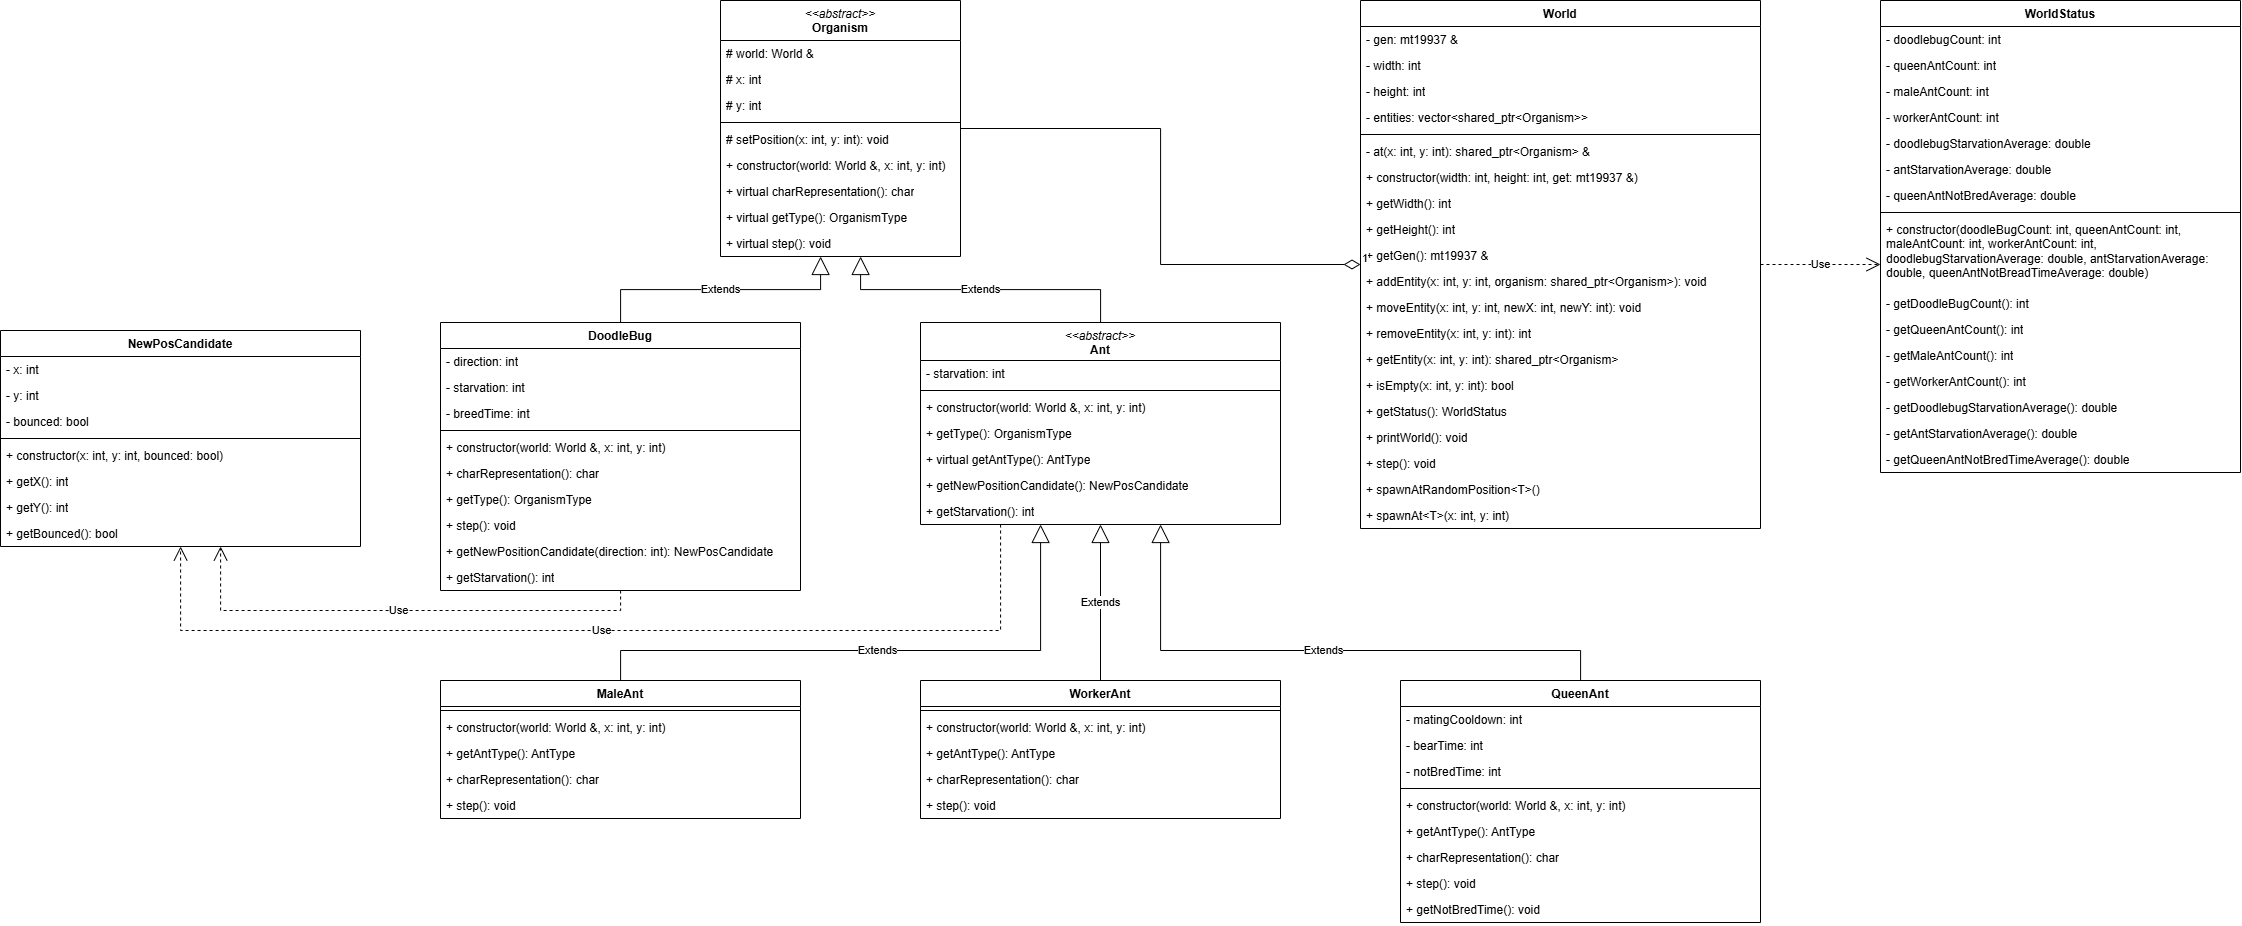 <<abstract>>
Organism
# world: World &
# x: int
# y: int
# setPosition(x: int, y: int): void
+ constructor(world: World &, x: int, y: int)
+ virtual charRepresentation(): char
+ virtual getType(): OrganismType
+ virtual step(): void
World
- gen: mt19937 &
- width: int
- height: int
- entities: vector<shared_ptr<Organism>>
- at(x: int, y: int): shared_ptr<Organism> &
+ constructor(width: int, height: int, get: mt19937 &)
+ getWidth(): int
+ getHeight(): int
1
+ getGen(): mt19937 &
+ addEntity(x: int, y: int, organism: shared_ptr<Organism>): void
+ moveEntity(x: int, y: int, newX: int, newY: int): void
+ removeEntity(x: int, y: int): int
+ getEntity(x: int, y: int): shared_ptr<Organism>
+ isEmpty(x: int, y: int): bool
+ getStatus(): WorldStatus
+ printWorld(): void
+ step(): void
+ spawnAtRandomPosition<T>()
+ spawnAt<T>(x: int, y: int)
Use
WorldStatus
- doodlebugCount: int
- queenAntCount: int
- maleAntCount: int
- workerAntCount: int
- doodlebugStarvationAverage: double
- antStarvationAverage: double
- queenAntNotBredAverage: double
+ constructor(doodleBugCount: int, queenAntCount: int,
maleAntCount: int, workerAntCount: int,
doodlebugStarvationAverage: double, antStarvationAverage:
double, queenAntNotBreadTimeAverage: double)
- getDoodleBugCount(): int
- getQueenAntCount(): int
- getMaleAntCount(): int
- getWorkerAntCount(): int
- getDoodlebugStarvationAverage(): double
- getAntStarvationAverage(): double
- getQueenAntNotBredTimeAverage(): double
Extends
Extends
NewPosCandidate
- x: int
- y: int
- bounced: bool
+ constructor(x: int, y: int, bounced: bool)
+ getX(): int
+ getY(): int
+ getBounced(): bool
DoodleBug
- direction: int
- starvation: int
- breedTime: int
+ constructor(world: World &, x: int, y: int)
+ charRepresentation(): char
+ getType(): OrganismType
+ step(): void
+ getNewPositionCandidate(direction: int): NewPosCandidate
+ getStarvation(): int
<<abstract>>
Ant
- starvation: int
+ constructor(world: World &, x: int, y: int)
+ getType(): OrganismType
+ virtual getAntType(): AntType
+ getNewPositionCandidate(): NewPosCandidate
+ getStarvation(): int
Use
Use
Extends
Extends
Extends
MaleAnt
+ constructor(world: World &, x: int, y: int)
+ getAntType(): AntType
+ charRepresentation(): char
+ step(): void
WorkerAnt
+ constructor(world: World &, x: int, y: int)
+ getAntType(): AntType
+ charRepresentation(): char
+ step(): void
QueenAnt
- matingCooldown: int
- bearTime: int
- notBredTime: int
+ constructor(world: World &, x: int, y: int)
+ getAntType(): AntType
+ charRepresentation(): char
+ step(): void
+ getNotBredTime(): void